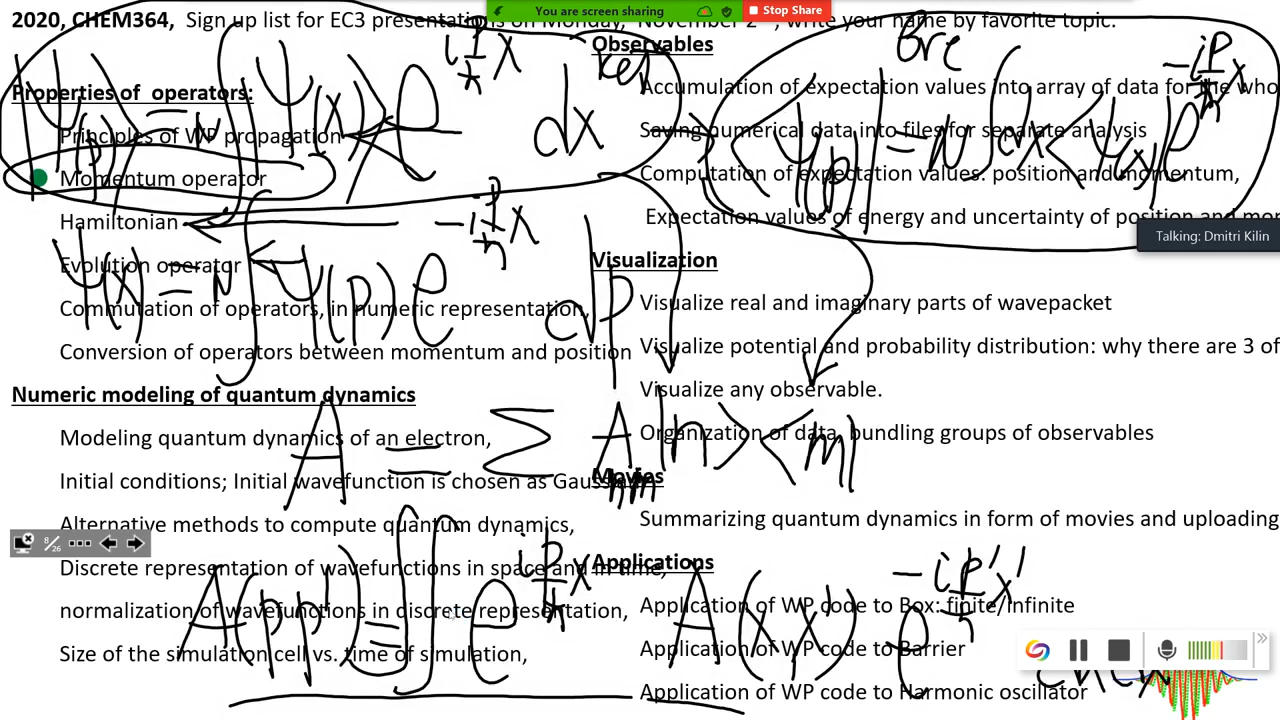 You are screen sharing
Stop Share
2020, CHEM364, Sign up list for EC3 presentations on Monday, November 2, write your name by favorite topic.
Properties of operators:
Principles of WP propagation
Momentum operator
Hamiltonian
Evolution operator
Commutation of operators, in numeric representation,
Conversion of operators between momentum and position
Numeric modeling of quantum dynamics
Modeling quantum dynamics of an electron,
Initial conditions; Initial wavefunction is chosen as
Alternative methods to compute quantum dynamics,
Discrete representation of wavefunctions in space and in time,
normalization of wavefunctions in discrete representation,
Size of the simulation cell vs. time of simulation,
Observables
Accumulation of expectation values into array of data for the who
Saving numerical data into files for separate analysis
Computation of expectation values: position and momentum,
Expectation values of energy and uncertainty of position and mo
Visualization
Visualize real and imaginary parts of wavepacket
Visualize potential and probability distribution: why there are 3 of
Visualize any observable.
Organization of data, bundling groups of observables
Movies
Summarizing quantum dynamics in form of movies and uploading
Applications
Application of WP code to Box: finite/infinite
Application of WP code to Barrier
Application of WP code to Harmonic oscillator
|ψ(p)> = N ∫ |ψ(x)> e^{i p/ħ x} dx
ket
<ψ(p)| = N ∫ dx <ψ(x)| e^{-i p/ħ x}
ψ(x) = N ∫ ψ(p) e^{-i p/ħ x} dp
A = Σ A_{nm} |n> <m|
A(pp') = ∫∫ e^{i p/ħ x} A(x,x') e^{-i p'/ħ x'}
Talking: Dmitri Kilin
8/26